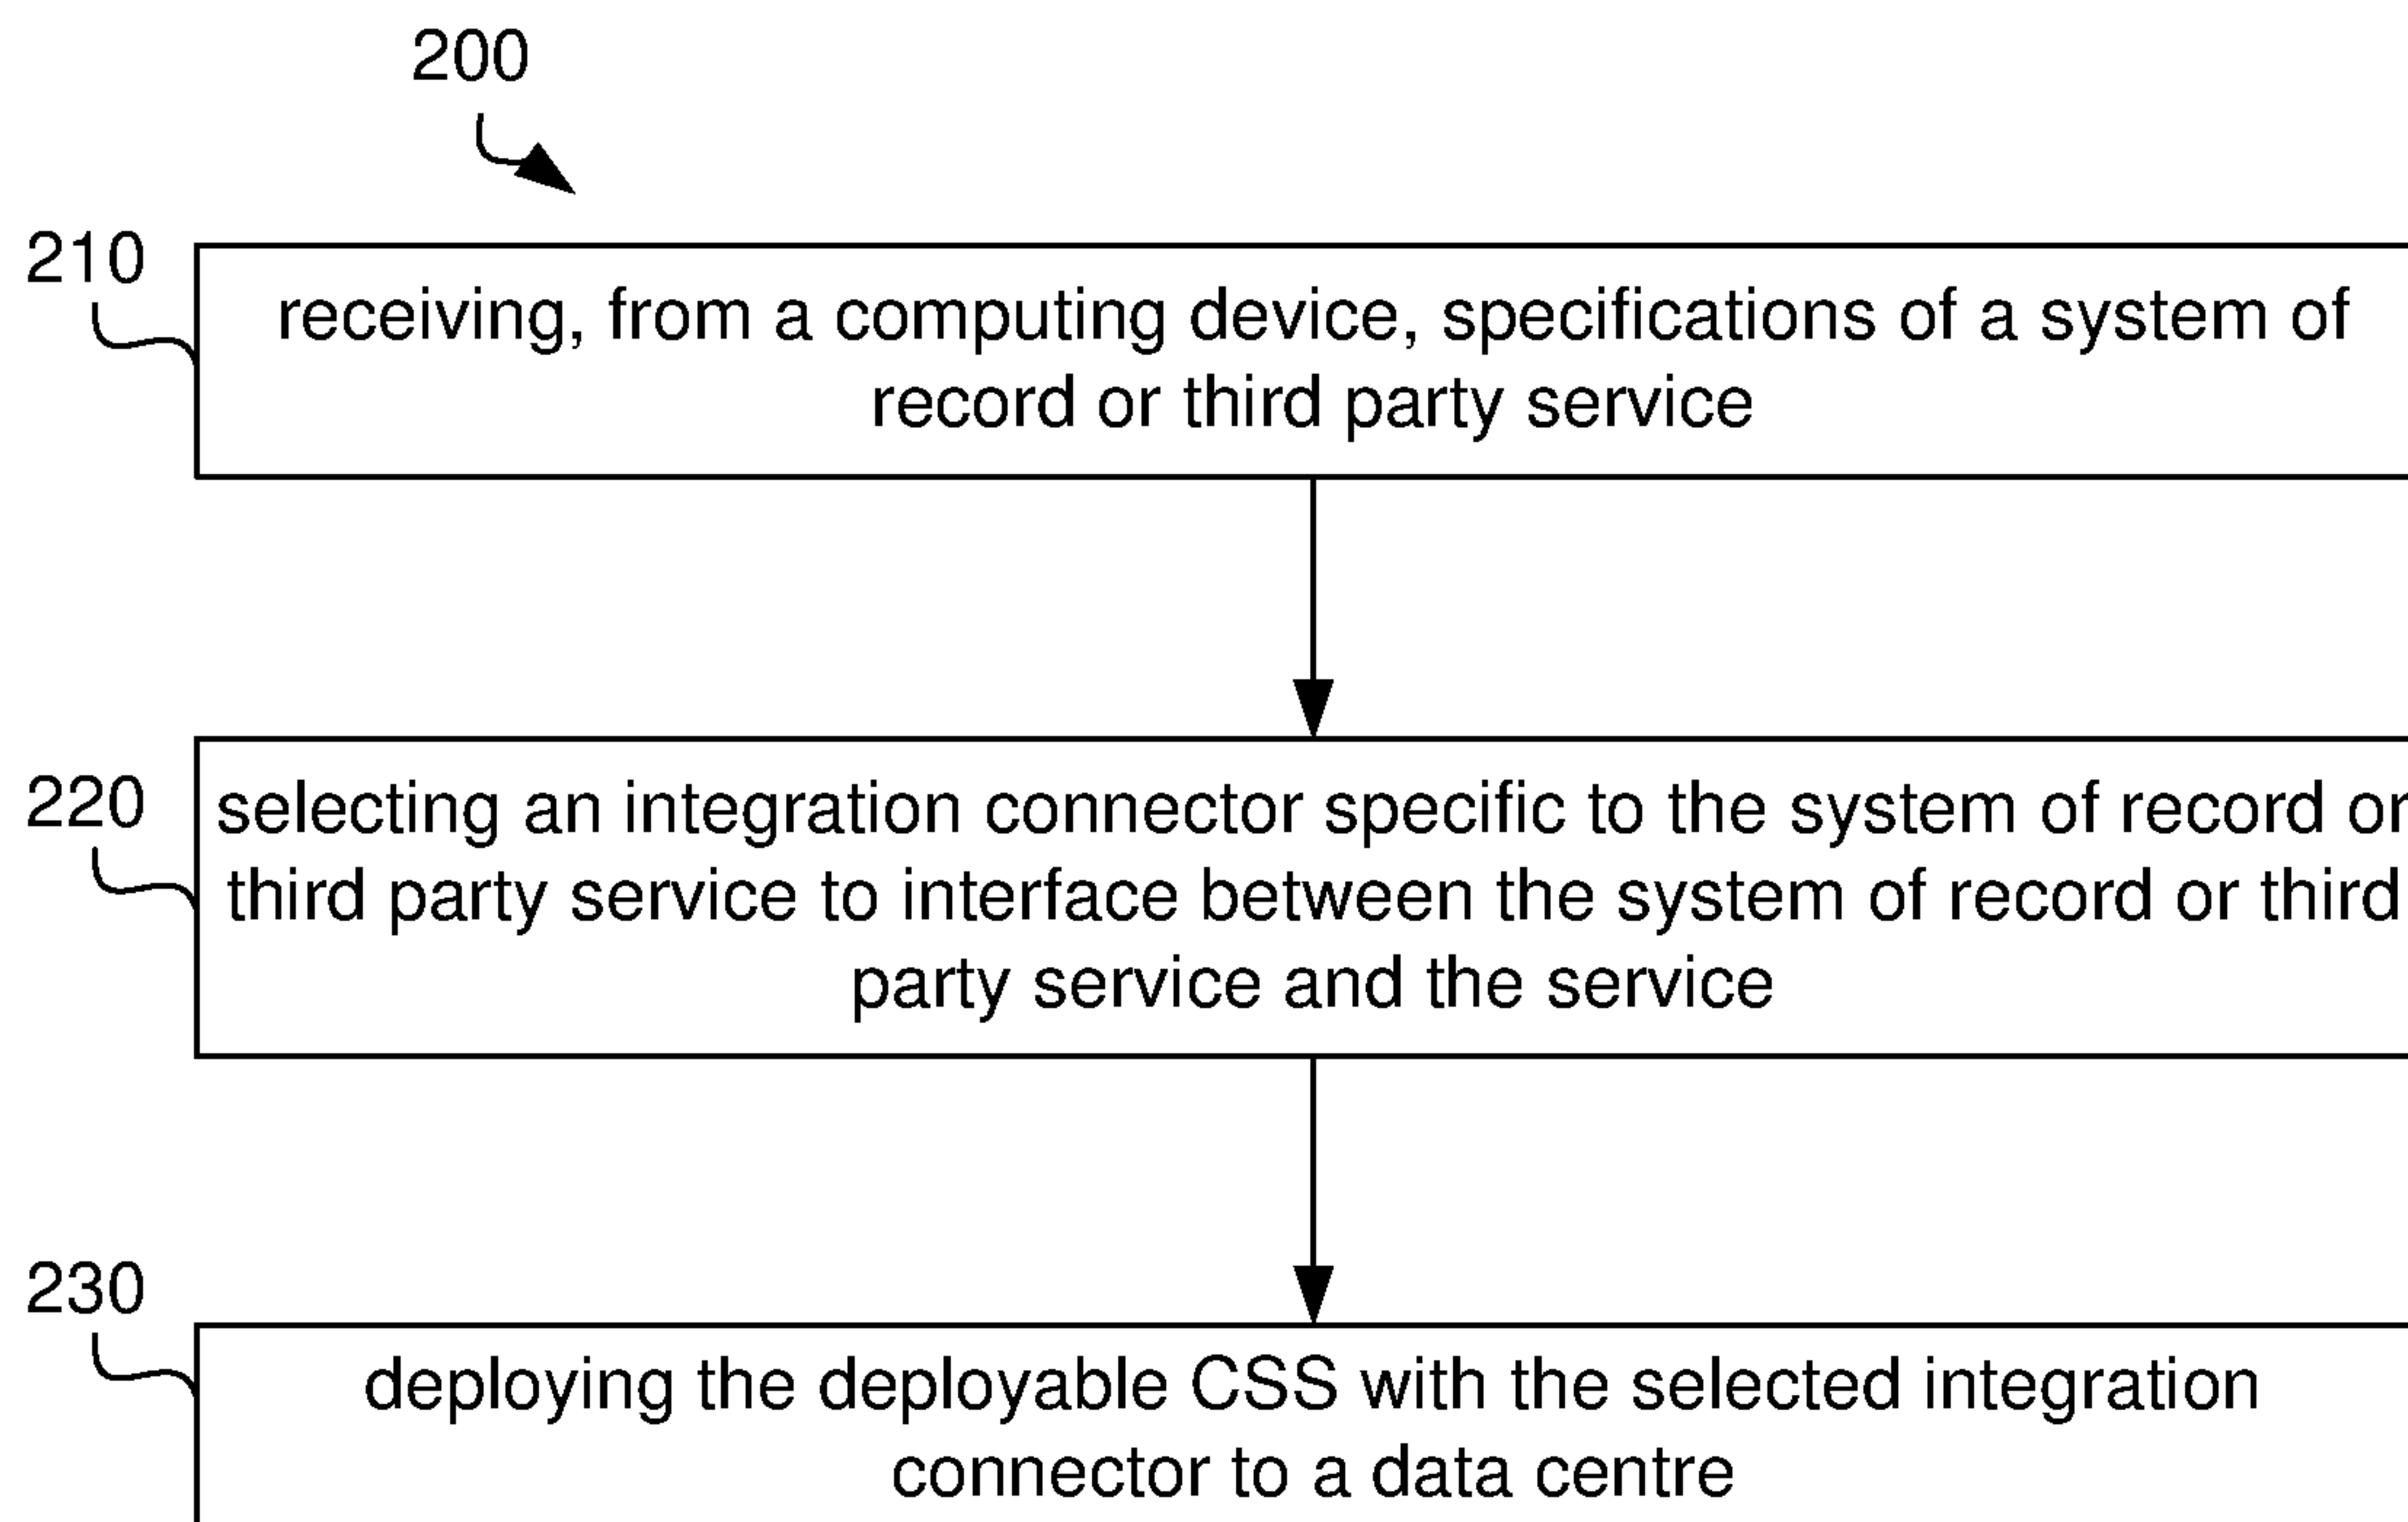 200
210
receiving, from a computing device, specifications of a system of
record or third party service
220
selecting an integration connector specific to the system of record or
third party service to interface between the system of record or third
party service and the service
230
deploying the deployable CSS with the selected integration
connector to a data centre